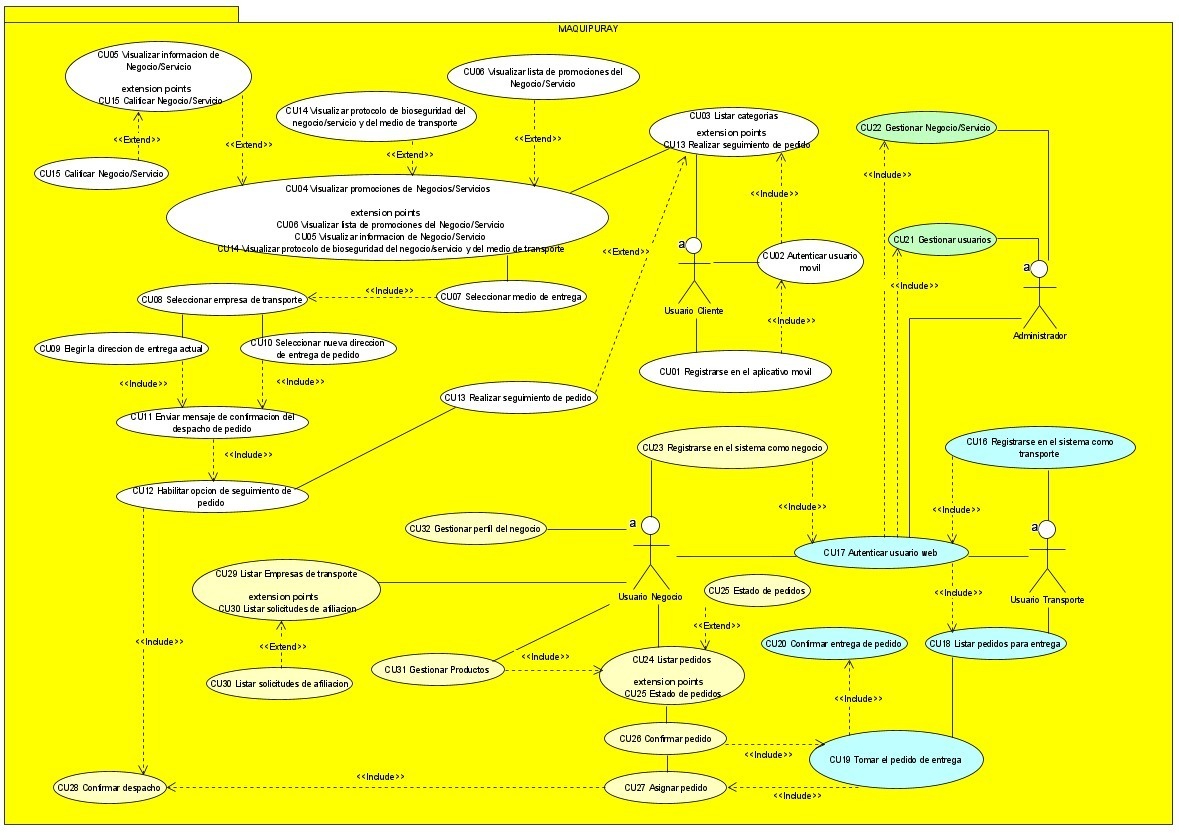 MAQUIPURAY
CU05 Visualizar informacion de
Negocio/Servicio
extension points
CU15 Calificar Negocio/Servicio
<<Extend>>
CU15 Calificar Negocio/Servicio
<<Extend>>
CU14 Visualizar protocolo de bioseguridad del
negocio/servicio y del medio de transporte
<<Extend>>
CU06 Visualizar lista de promociones del
Negocio/Servicio
<<Extend>>
CU03 Listar categorias
extension points
CU13 Realizar seguimiento de pedido
CU22 Gestionar Negocio/Servicio
<<Include>>
<<Include>>
CU04 Visualizar promociones de Negocios/Servicios
extension points
CU06 Visualizar lista de promociones del Negocio/Servicio
CU05 Visualizar informacion de Negocio/Servicio
CU14 Visualizar protocolo de bioseguridad del negocio/servicio y del medio de transporte
<<Extend>>
a
Usuario Cliente
CU02 Autenticar usuario
movil
CU21 Gestionar usuarios
<<Include>>
a
Administrador
CU08 Seleccionar empresa de transporte
<<Include>>
CU07 Seleccionar medio de entrega
<<Include>>
CU09 Elegir la direccion de entrega actual
CU10 Seleccionar nueva direccion
de entrega de pedido
<<Include>>
<<Include>>
CU01 Registrarse en el aplicativo movil
CU13 Realizar seguimiento de pedido
CU11 Enviar mensaje de confirmacion del
despacho de pedido
<<Include>>
CU23 Registrarse en el sistema como negocio
CU16 Registrarse en el sistema como
transporte
CU12 Habilitar opcion de seguimiento de
pedido
<<Include>>
<<Include>>
CU32 Gestionar perfil del negocio
a
Usuario Negocio
CU17 Autenticar usuario web
a
Usuario Transporte
CU29 Listar Empresas de transporte
extension points
CU30 Listar solicitudes de afiliacion
CU25 Estado de pedidos
<<Include>>
<<Extend>>
<<Include>>
<<Extend>>
CU20 Confirmar entrega de pedido
CU18 Listar pedidos para entrega
CU31 Gestionar Productos
<<Include>>
CU24 Listar pedidos
extension points
CU25 Estado de pedidos
CU30 Listar solicitudes de afiliacion
<<Include>>
CU26 Confirmar pedido
<<Include>>
CU19 Tomar el pedido de entrega
<<Include>>
CU28 Confirmar despacho
CU27 Asignar pedido
<<Include>>